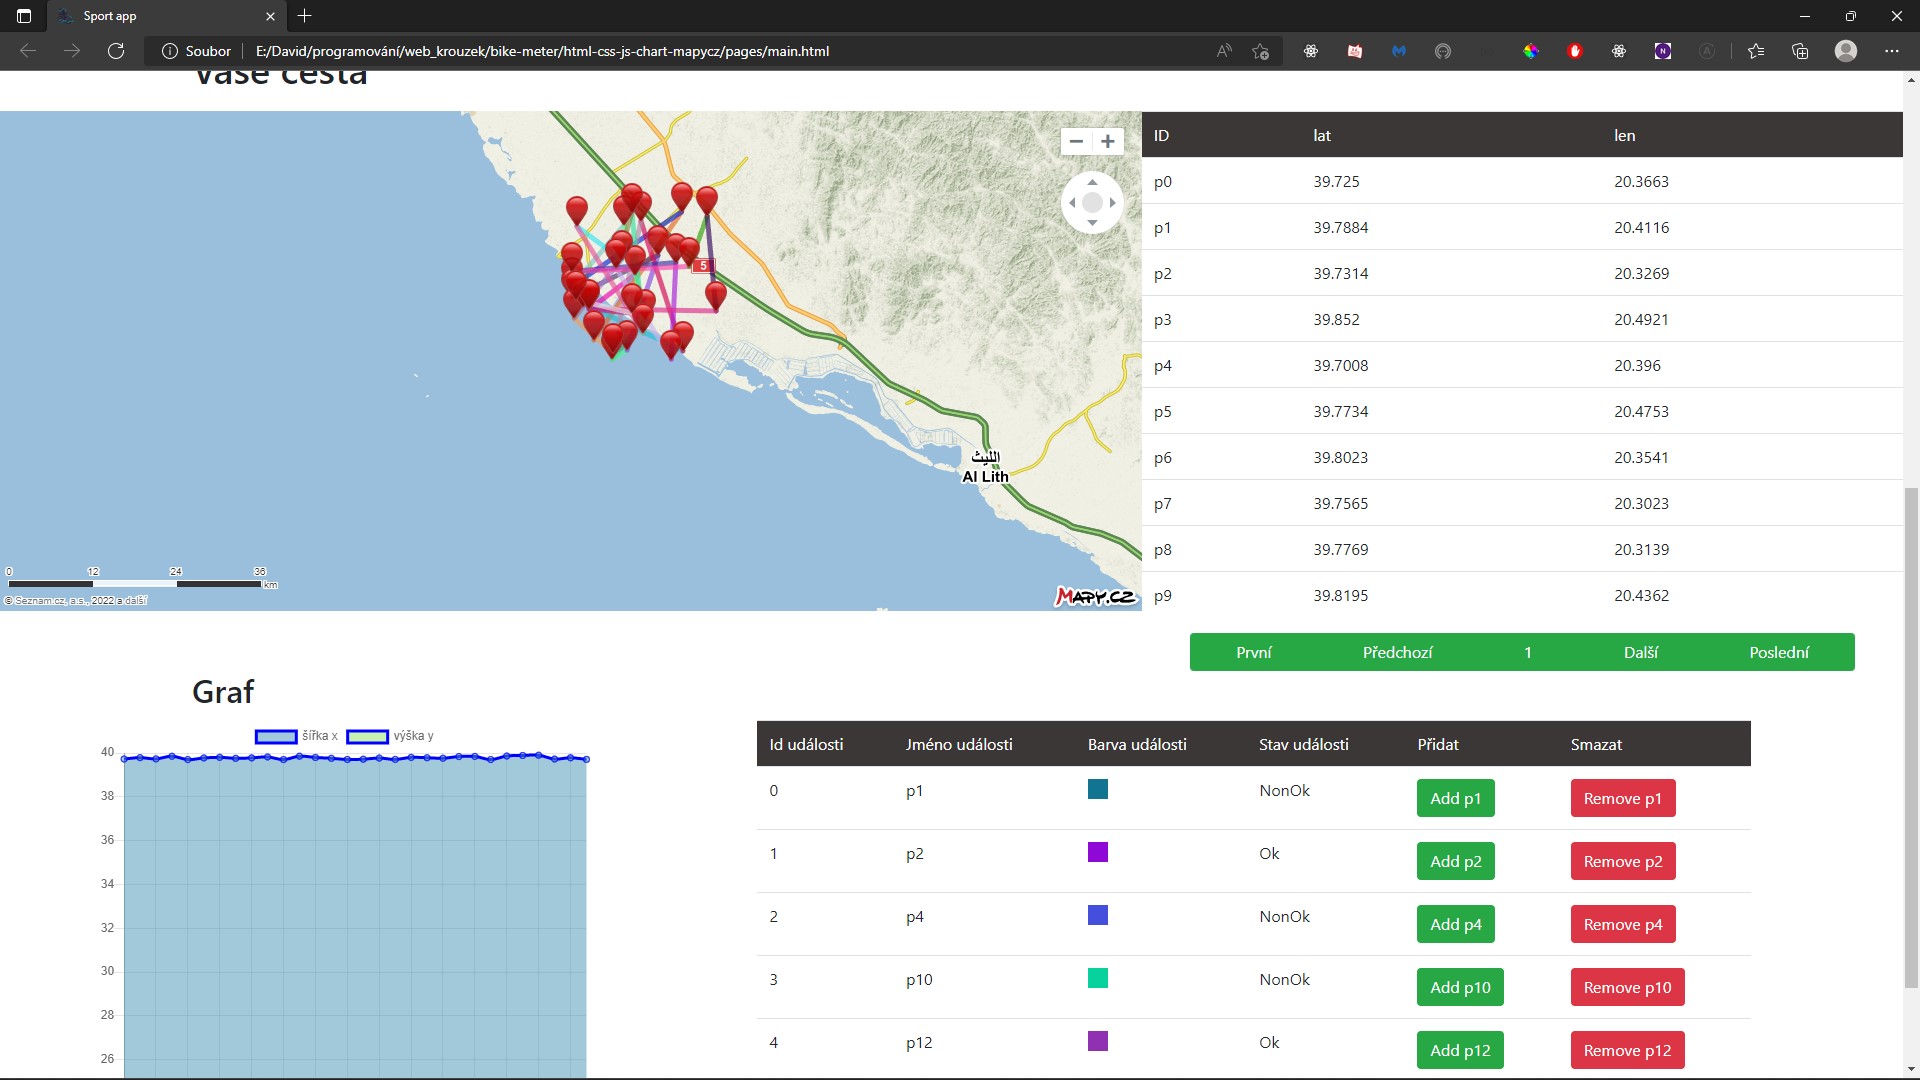 Sport app
Soubor E:/David/programování/web_krouzek/bike-meter/html-css-js-chart-mapycz/pages/main.html
Vaše cesta
5
الليث
Al Lith
0 12 24 36
km
© Seznam.cz, a.s., 2022 a další
Mapy.cz
ID lat len
p0 39.725 20.3663
p1 39.7884 20.4116
p2 39.7314 20.3269
p3 39.852 20.4921
p4 39.7008 20.396
p5 39.7734 20.4753
p6 39.8023 20.3541
p7 39.7565 20.3023
p8 39.7769 20.3139
p9 39.8195 20.4362
První Předchozí 1 Další Poslední
Graf
šířka x výška y
40
38
36
34
32
30
28
26
Id události Jméno události Barva události Stav události Přidat Smazat
0 p1 NonOk Add p1 Remove p1
1 p2 Ok Add p2 Remove p2
2 p4 NonOk Add p4 Remove p4
3 p10 NonOk Add p10 Remove p10
4 p12 Ok Add p12 Remove p12